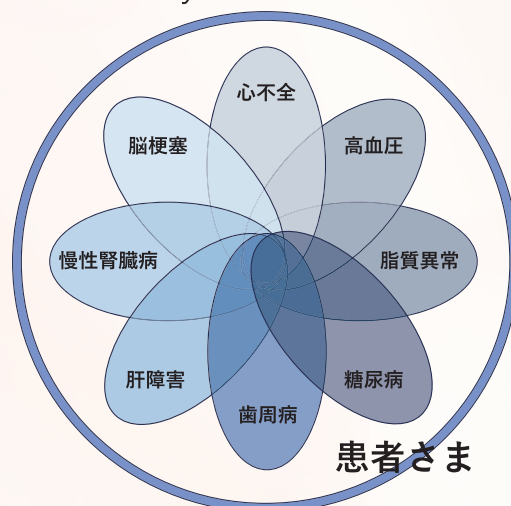 心不全
脳梗塞
高血圧
慢性腎臓病
脂質異常
肝障害
糖尿病
歯周病
患者さま